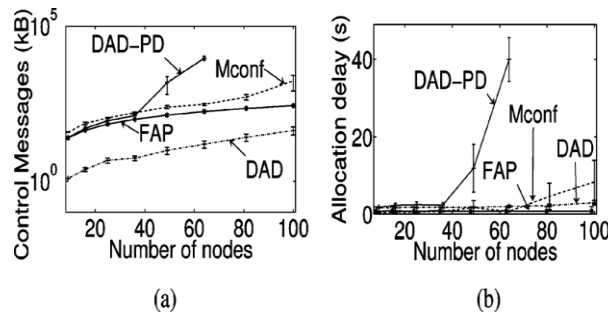 Control Messages (kB)
10^5
10^0
DAD-PD
Mconf
FAP
DAD
20 40 60 80 100
Number of nodes
(a)
Allocation delay (s)
40
20
0
DAD-PD
Mconf
DAD
FAP
20 40 60 80 100
Number of nodes
(b)